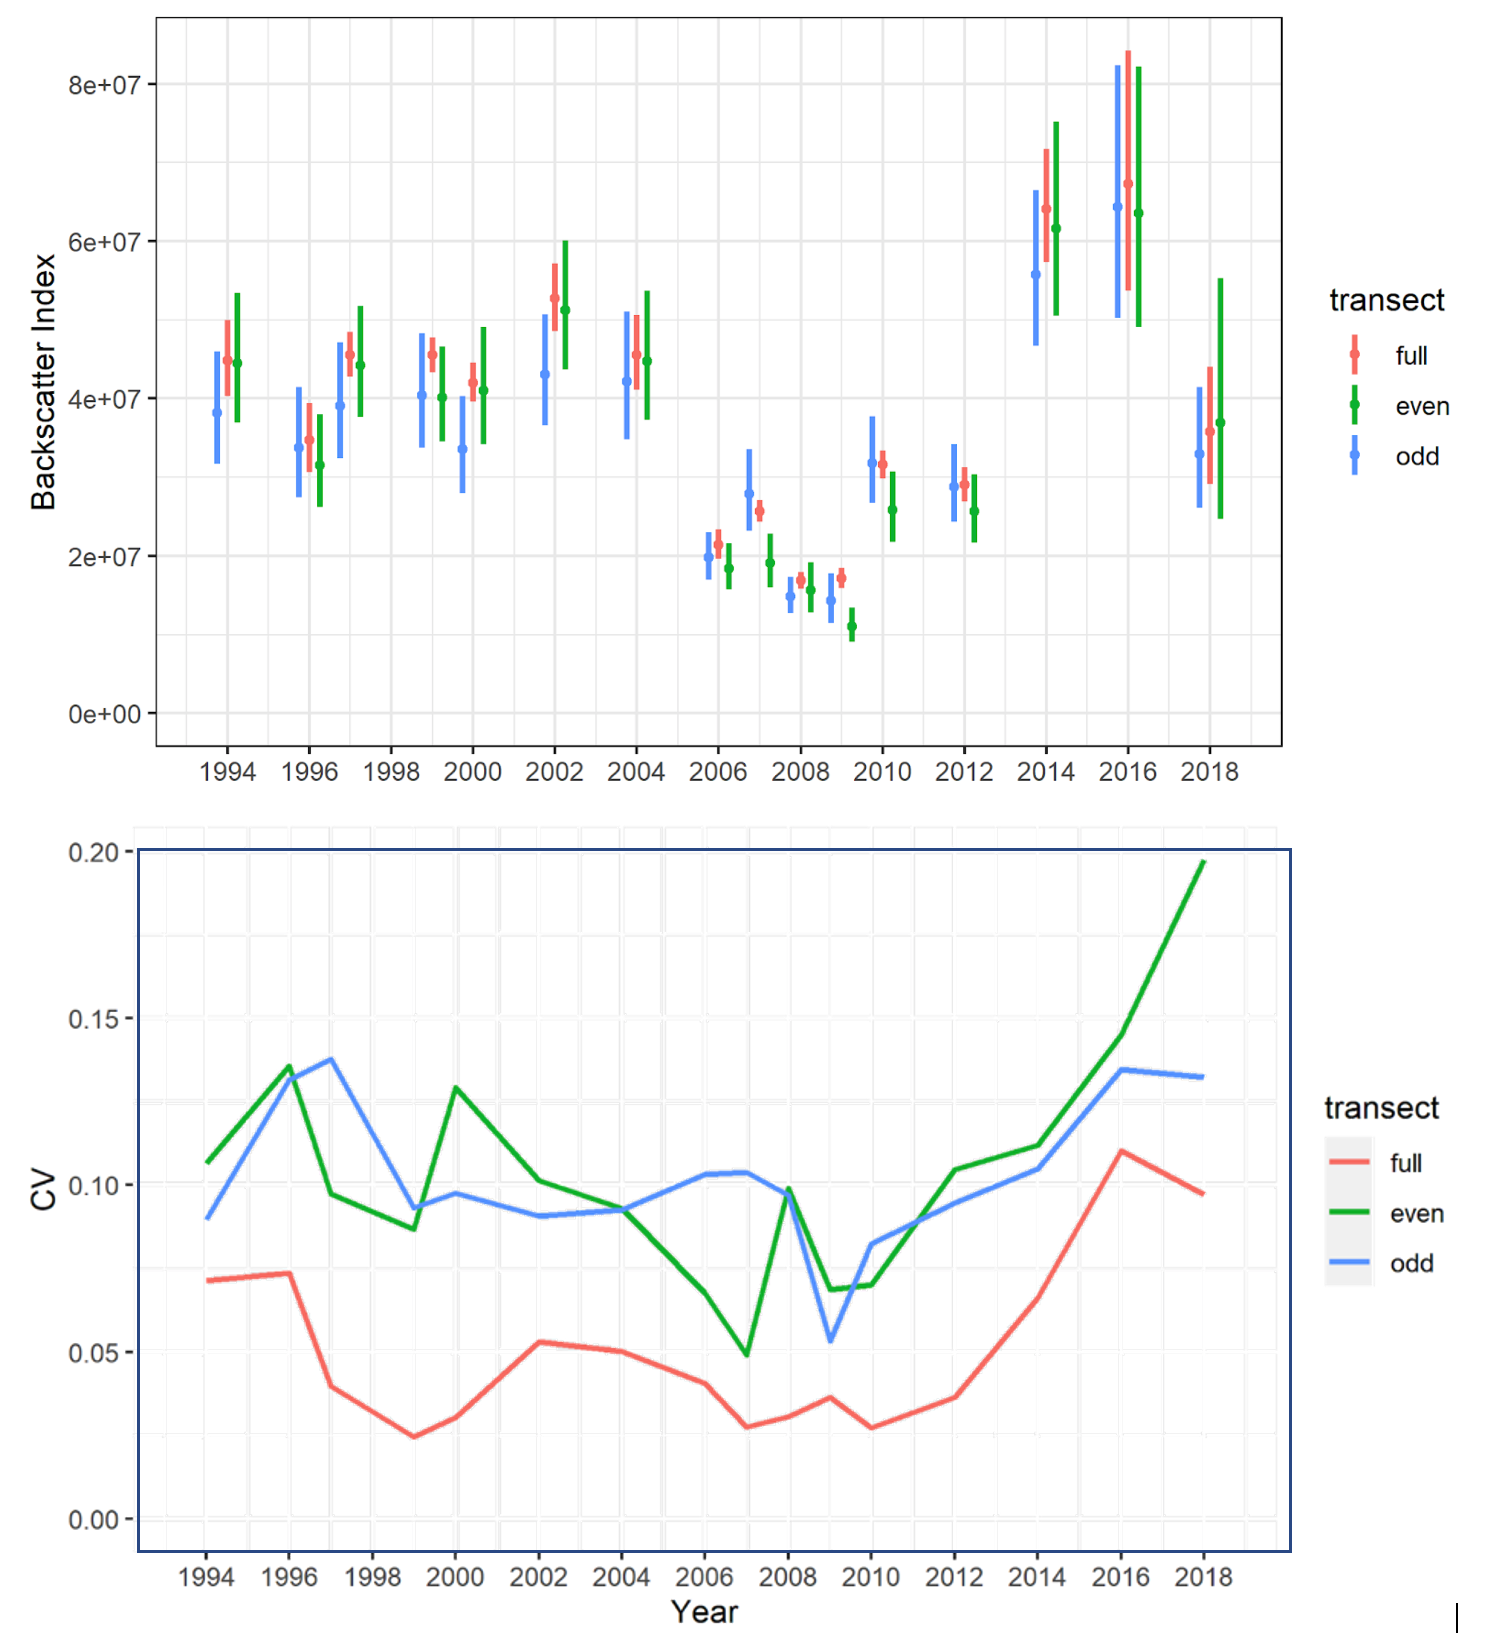 8e+07
6e+07
4e+07
2e+07
0e+00
Backscatter Index
1994 1996 1998 2000 2002 2004 2006 2008 2010 2012 2014 2016 2018
transect
full
even
odd
0.20
0.15
0.10
0.05
0.00
CV
1994 1996 1998 2000 2002 2004 2006 2008 2010 2012 2014 2016 2018
Year
transect
full
even
odd